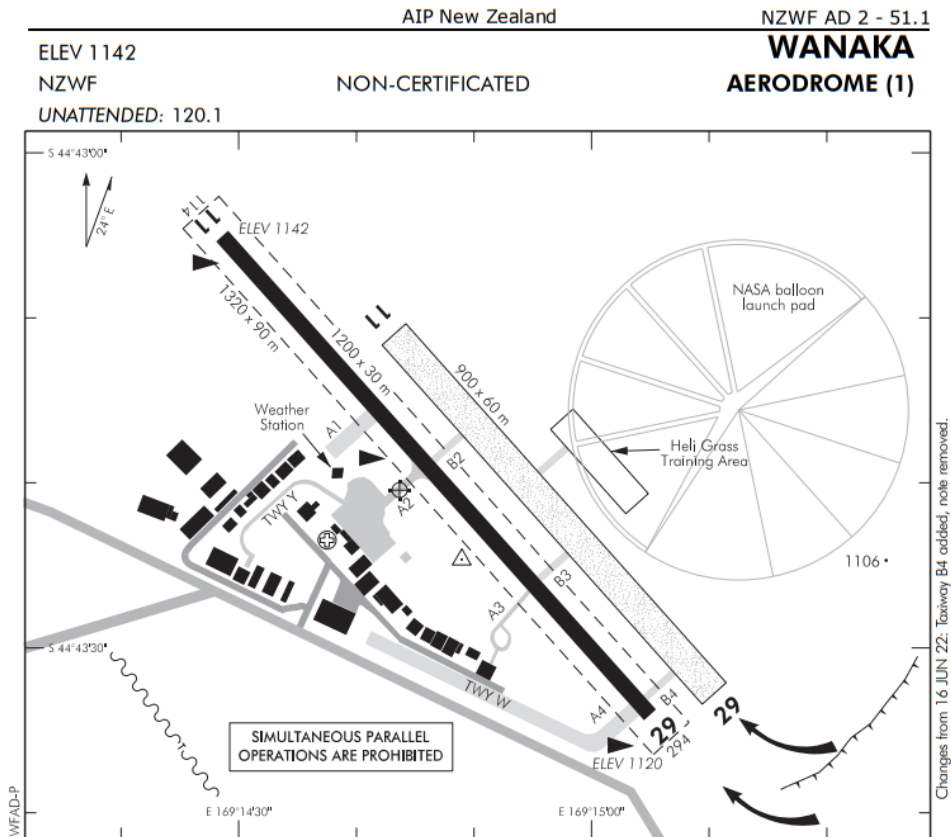 AIP New Zealand
NZWF AD 2 - 51.1
ELEV 1142
WANAKA
NZWF
NON-CERTIFICATED
AERODROME (1)
UNATTENDED: 120.1
S 44°43'00"
24° E
114
11
ELEV 1142
1320 x 90 m
1200 x 30 m
11
900 x 60 m
NASA balloon
launch pad
Weather
Station
A1
B2
Heli Grass
Training Area
A2
TWY Y
1106
B3
A3
S 44°43'30"
TWY W
A4
B4
29
29
294
ELEV 1120
SIMULTANEOUS PARALLEL
OPERATIONS ARE PROHIBITED
E 169°14'30"
E 169°15'00"
WFAD-P
Changes from 16 JUN 22: Taxiway B4 added, note removed.